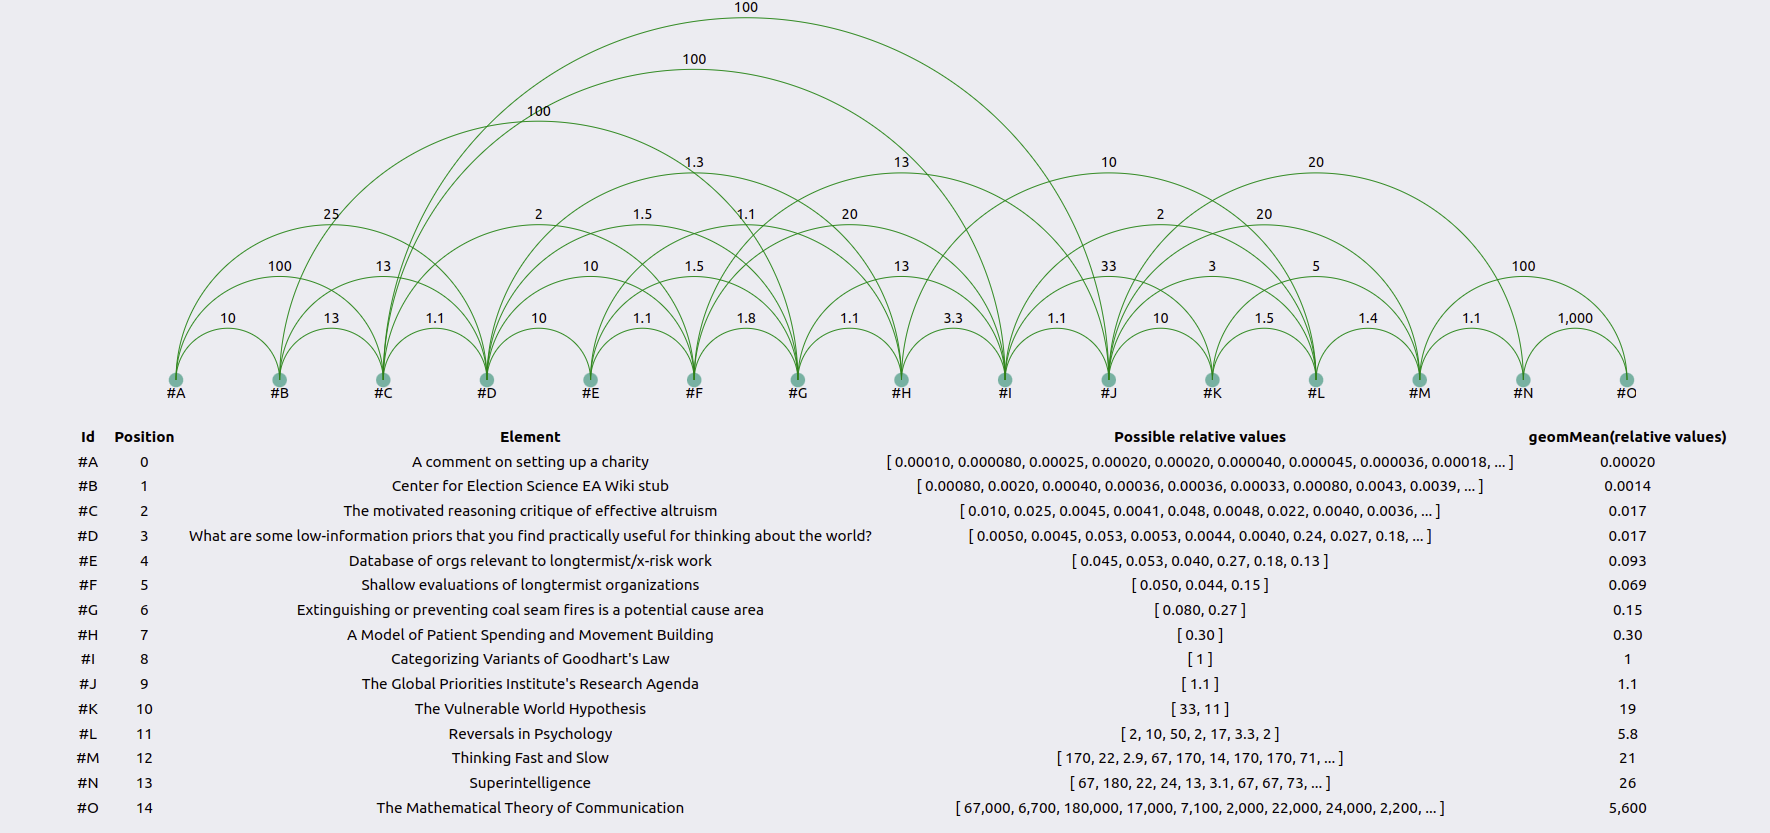 100
100
100
1.3 13 10 20
25 2 1.5 1.1 20 2 20
100 13 10 1.5 13 33 3 5 100
10 13 1.1 10 1.1 1.8 1.1 3.3 1.1 10 1.5 1.4 1.1 1,000
#A #B #C #D #E #F #G #H #I #J #K #L #M #N #O
Id Position Element Possible relative values geomMean(relative values)
#A 0 A comment on setting up a charity [ 0.00010, 0.000080, 0.00025, 0.00020, 0.00020, 0.000040, 0.000045, 0.000036, 0.00018, ... ] 0.00020
#B 1 Center for Election Science EA Wiki stub [ 0.00080, 0.0020, 0.00040, 0.00036, 0.00036, 0.00033, 0.00080, 0.0043, 0.0039, ... ] 0.0014
#C 2 The motivated reasoning critique of effective altruism [ 0.010, 0.025, 0.0045, 0.0041, 0.048, 0.0048, 0.022, 0.0040, 0.0036, ... ] 0.017
#D 3 What are some low-information priors that you find practically useful for thinking about the world? [ 0.0050, 0.0045, 0.053, 0.0053, 0.0044, 0.0040, 0.24, 0.027, 0.18, ... ] 0.017
#E 4 Database of orgs relevant to longtermist/x-risk work [ 0.045, 0.053, 0.040, 0.27, 0.18, 0.13 ] 0.093
#F 5 Shallow evaluations of longtermist organizations [ 0.050, 0.044, 0.15 ] 0.069
#G 6 Extinguishing or preventing coal seam fires is a potential cause area [ 0.080, 0.27 ] 0.15
#H 7 A Model of Patient Spending and Movement Building [ 0.30 ] 0.30
#I 8 Categorizing Variants of Goodhart's Law [ 1 ] 1
#J 9 The Global Priorities Institute's Research Agenda [ 1.1 ] 1.1
#K 10 The Vulnerable World Hypothesis [ 33, 11 ] 19
#L 11 Reversals in Psychology [ 2, 10, 50, 2, 17, 3.3, 2 ] 5.8
#M 12 Thinking Fast and Slow [ 170, 22, 2.9, 67, 170, 14, 170, 170, 71, ... ] 21
#N 13 Superintelligence [ 67, 180, 22, 24, 13, 3.1, 67, 67, 73, ... ] 26
#O 14 The Mathematical Theory of Communication [ 67,000, 6,700, 180,000, 17,000, 7,100, 2,000, 22,000, 24,000, 2,200, ... ] 5,600